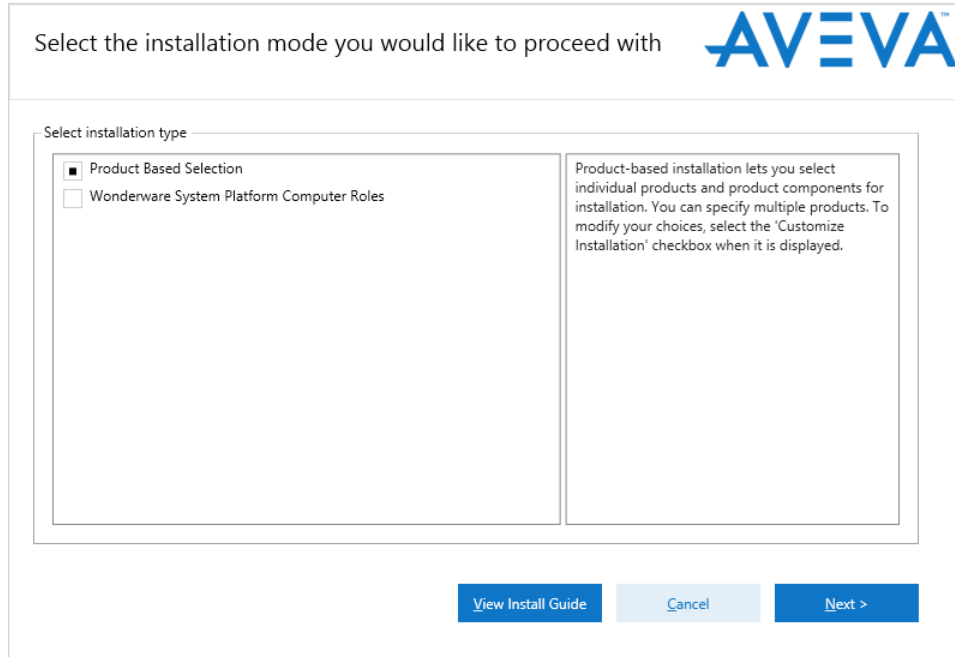 Select the installation mode you would like to proceed with
AVEVA™
Select installation type
Product Based Selection
Wonderware System Platform Computer Roles
Product-based installation lets you select
individual products and product components for
installation. You can specify multiple products. To
modify your choices, select the 'Customize
Installation' checkbox when it is displayed.
View Install Guide
Cancel
Next >